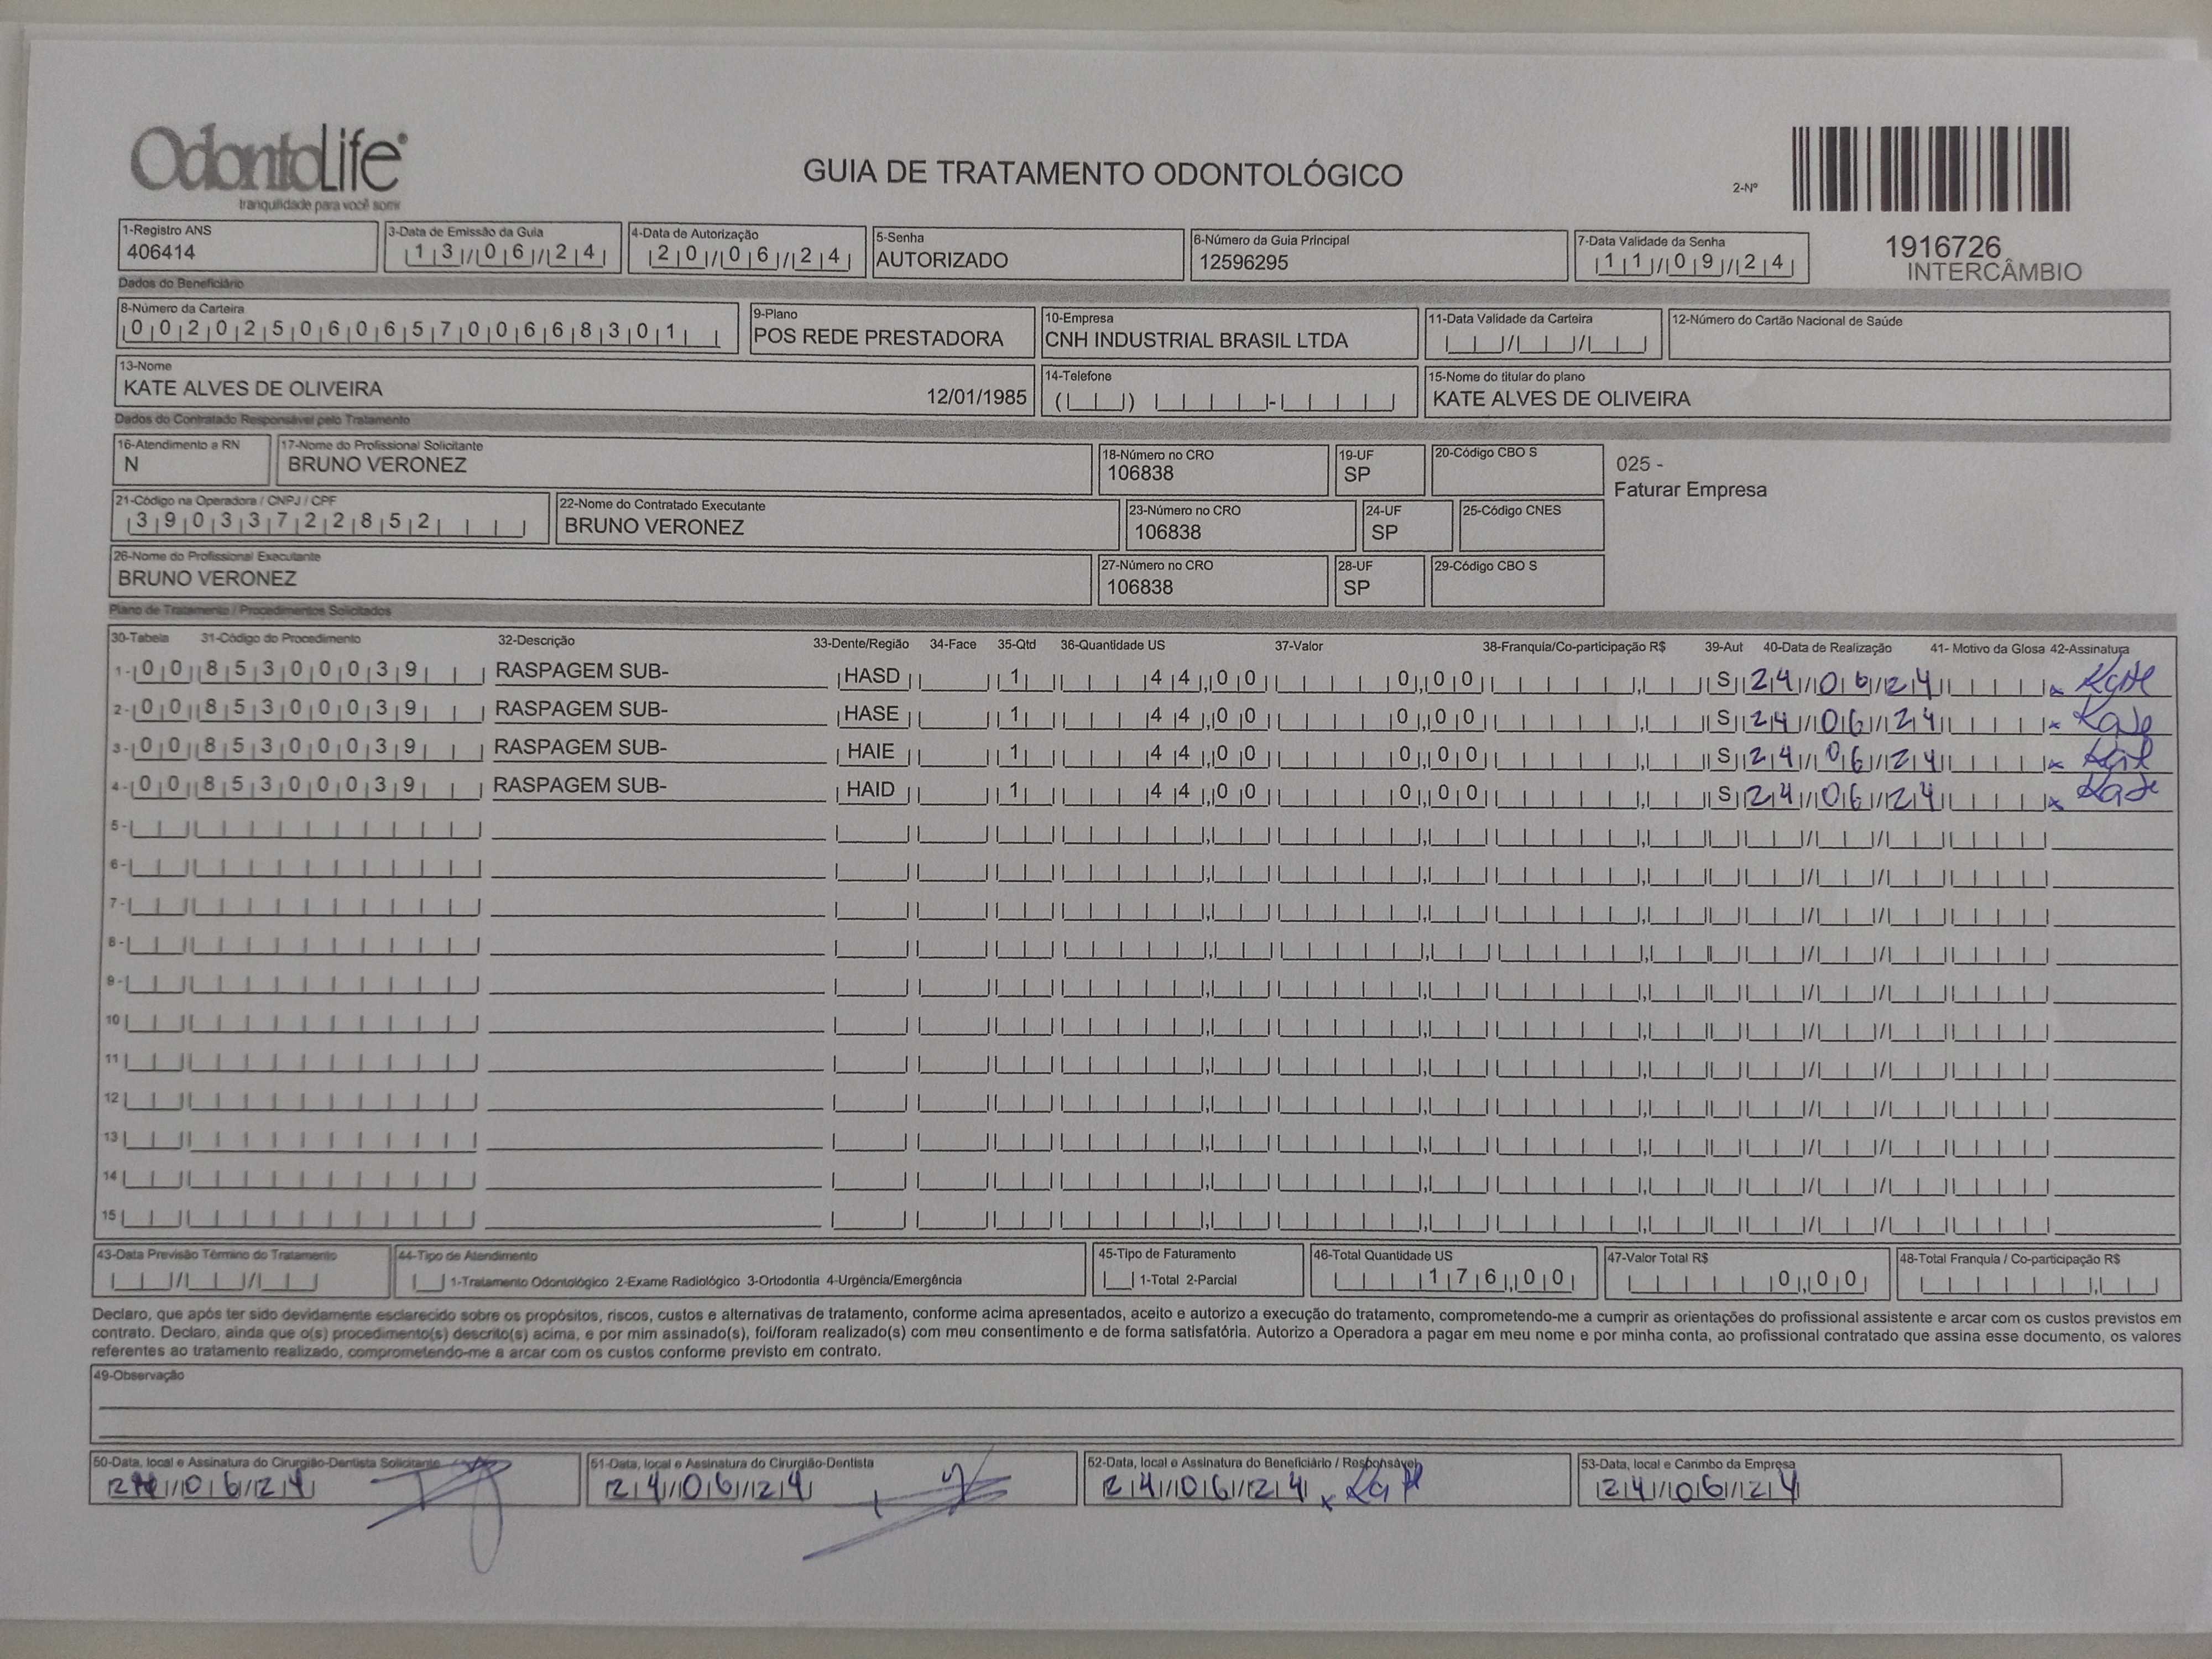 OdontoLife®
tranquilidade para você sorrir
GUIA DE TRATAMENTO ODONTOLÓGICO
2-Nº
1916726
INTERCÂMBIO
1-Registro ANS
406414
3-Data de Emissão da Guia
13/06/24
4-Data de Autorização
20/06/24
5-Senha
AUTORIZADO
6-Número da Guia Principal
12596295
7-Data Validade da Senha
11/09/24
Dados do Beneficiário
8-Número da Carteira
00202506065700668301
9-Plano
POS REDE PRESTADORA
10-Empresa
CNH INDUSTRIAL BRASIL LTDA
11-Data Validade da Carteira
12-Número do Cartão Nacional de Saúde
13-Nome
KATE ALVES DE OLIVEIRA 12/01/1985
14-Telefone
15-Nome do titular do plano
KATE ALVES DE OLIVEIRA
Dados do Contratado Responsável pelo Tratamento
16-Atendimento a RN
N
17-Nome do Profissional Solicitante
BRUNO VERONEZ
18-Número no CRO
106838
19-UF
SP
20-Código CBO S
025 -
Faturar Empresa
21-Código na Operadora / CNPJ / CPF
39033722852
22-Nome do Contratado Executante
BRUNO VERONEZ
23-Número no CRO
106838
24-UF
SP
25-Código CNES
26-Nome do Profissional Executante
BRUNO VERONEZ
27-Número no CRO
106838
28-UF
SP
29-Código CBO S
Plano de Tratamento / Procedimentos Solicitados
30-Tabela 31-Código do Procedimento 32-Descrição 33-Dente/Região 34-Face 35-Qtd 36-Quantidade US 37-Valor 38-Franquia/Co-participação R$ 39-Aut 40-Data de Realização 41- Motivo da Glosa 42-Assinatura
1- 00 85300039 RASPAGEM SUB- HASD 1 44,00 0,00 S 24/06/24 x Kate
2- 00 85300039 RASPAGEM SUB- HASE 1 44,00 0,00 S 24/06/24 x Kate
3- 00 85300039 RASPAGEM SUB- HAIE 1 44,00 0,00 S 24/06/24 x Kate
4- 00 85300039 RASPAGEM SUB- HAID 1 44,00 0,00 S 24/06/24 x Kate
5-
6-
7-
8-
9-
10
11
12
13
14
15
43-Data Previsão Término do Tratamento
44-Tipo de Atendimento
1-Tratamento Odontológico 2-Exame Radiológico 3-Ortodontia 4-Urgência/Emergência
45-Tipo de Faturamento
1-Total 2-Parcial
46-Total Quantidade US
176,00
47-Valor Total R$
0,00
48-Total Franquia / Co-participação R$
Declaro, que após ter sido devidamente esclarecido sobre os propósitos, riscos, custos e alternativas de tratamento, conforme acima apresentados, aceito e autorizo a execução do tratamento, comprometendo-me a cumprir as orientações do profissional assistente e arcar com os custos previstos em
contrato. Declaro, ainda que o(s) procedimento(s) descrito(s) acima, e por mim assinado(s), foi/foram realizado(s) com meu consentimento e de forma satisfatória. Autorizo a Operadora a pagar em meu nome e por minha conta, ao profissional contratado que assina esse documento, os valores
referentes ao tratamento realizado, comprometendo-me a arcar com os custos conforme previsto em contrato.
49-Observação
50-Data, local e Assinatura do Cirurgião-Dentista Solicitante
24/06/24
51-Data, local e Assinatura do Cirurgião-Dentista
24/06/24
52-Data, local e Assinatura do Beneficiário / Responsável
24/06/24 x Kate
53-Data, local e Carimbo da Empresa
24/06/24